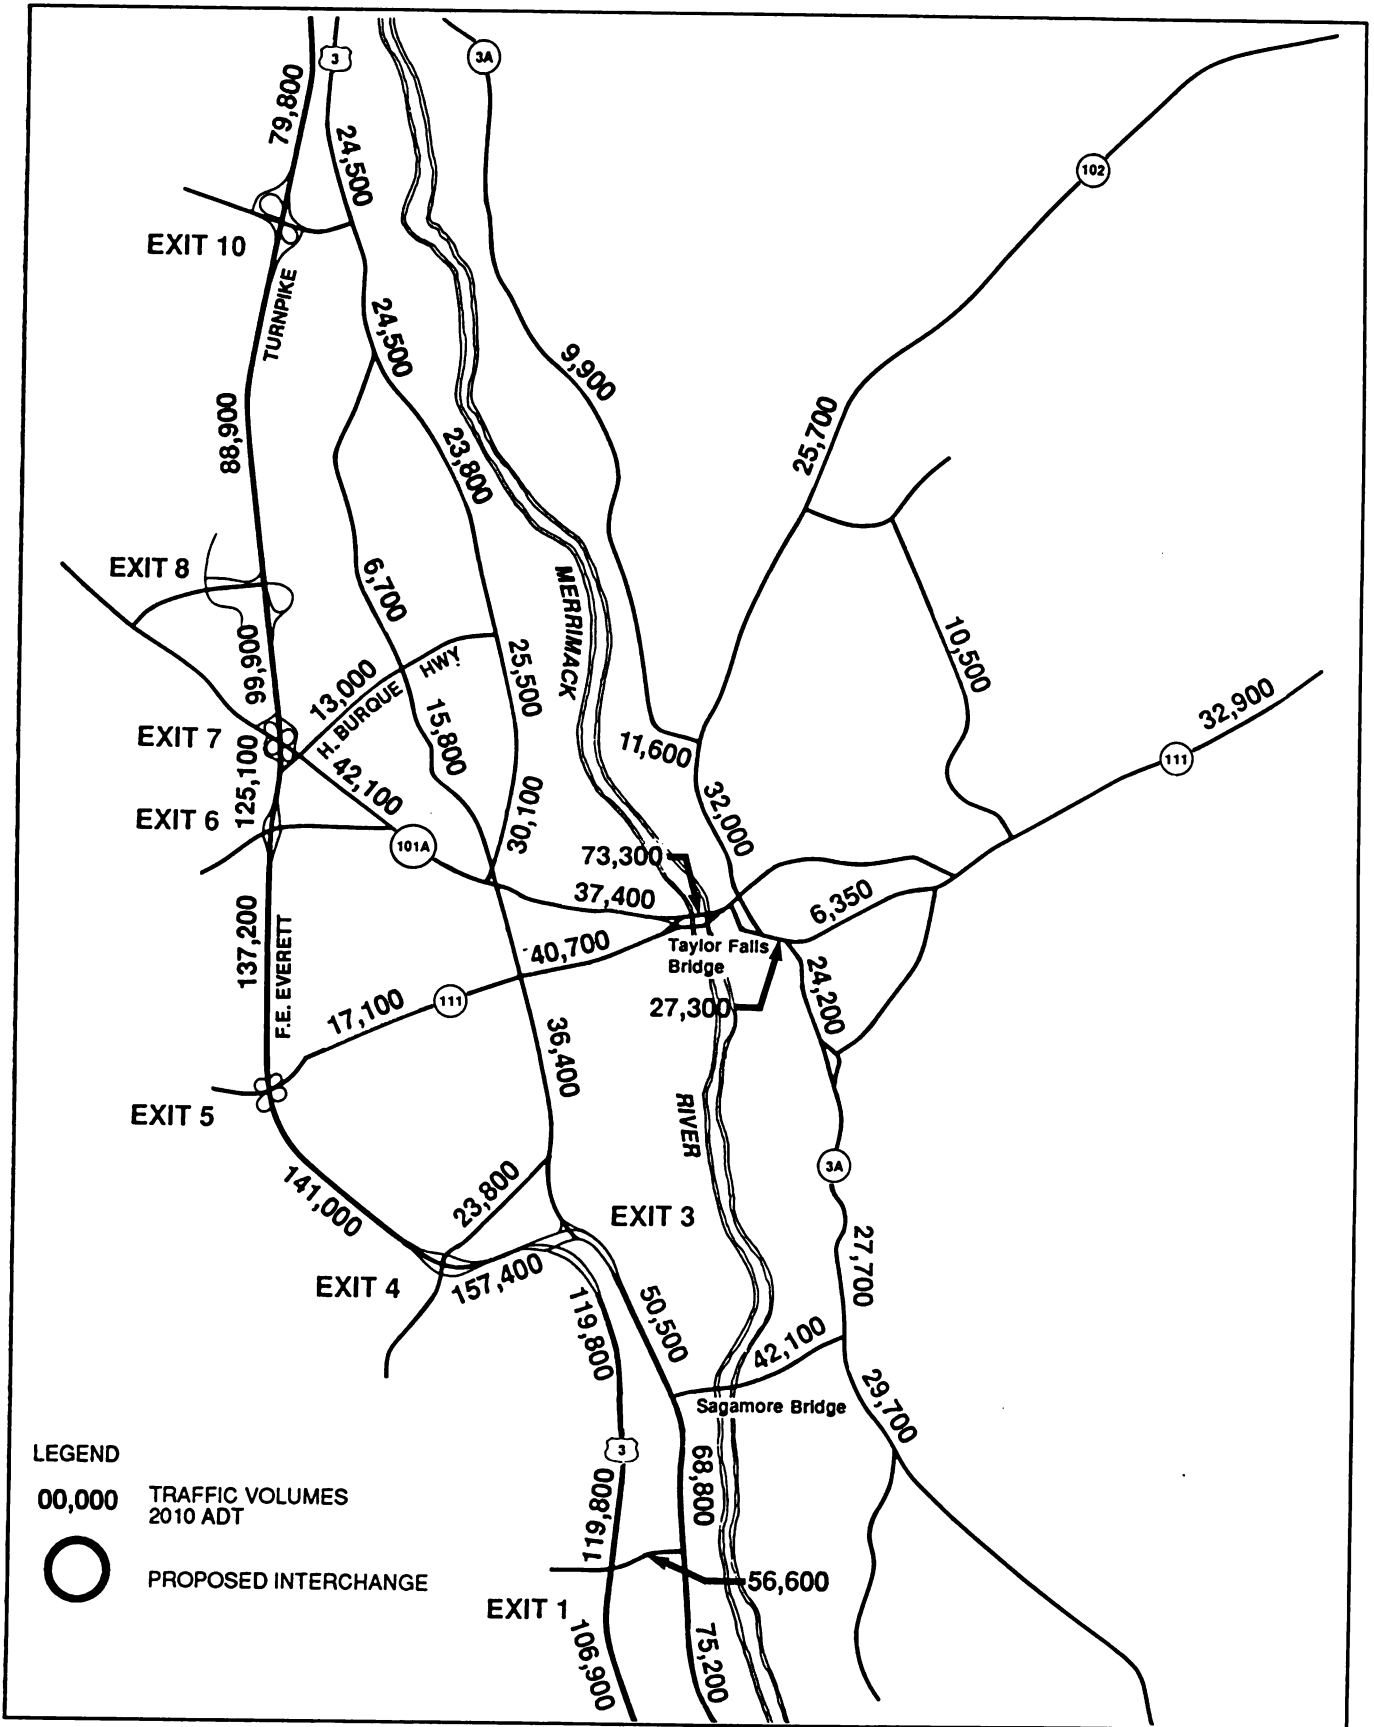 3
3A
79,800
24,500
102
EXIT 10
TURNPIKE
24,500
9,900
88,900
25,700
23,800
EXIT 8
6,700
MERRIMACK
10,500
99,900
13,000
H. BURQUE HWY
25,500
32,900
EXIT 7
15,800
11,600
111
125,100
42,100
32,000
EXIT 6
30,100
101A
73,300
37,400
6,350
137,200
40,700
Taylor Falls
Bridge
F.E. EVERETT
24,200
17,100
111
27,300
36,400
EXIT 5
RIVER
3A
141,000
23,800
EXIT 3
27,700
EXIT 4
157,400
119,800
50,500
42,100
29,700
Sagamore Bridge
3
LEGEND
68,800
00,000 TRAFFIC VOLUMES
2010 ADT
119,800
PROPOSED INTERCHANGE
56,600
EXIT 1
106,900
75,200